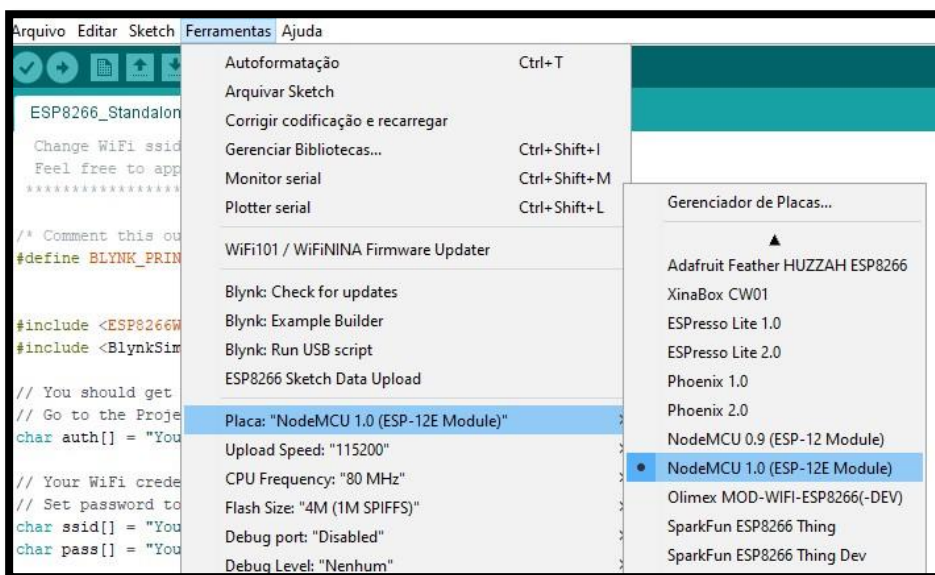 Arquivo Editar Sketch Ferramentas Ajuda
ESP8266_Standalon
Change WiFi ssid
Feel free to app
*****************
/* Comment this ou
#define BLYNK_PRIN
#include <ESP8266W
#include <BlynkSim
// You should get
// Go to the Proje
char auth[] = "You
// Your WiFi crede
// Set password to
char ssid[] = "You
char pass[] = "You
Autoformatação Ctrl+T
Arquivar Sketch
Corrigir codificação e recarregar
Gerenciar Bibliotecas... Ctrl+Shift+I
Monitor serial Ctrl+Shift+M
Plotter serial Ctrl+Shift+L
WiFi101 / WiFiNINA Firmware Updater
Blynk: Check for updates
Blynk: Example Builder
Blynk: Run USB script
ESP8266 Sketch Data Upload
Placa: "NodeMCU 1.0 (ESP-12E Module)"
Upload Speed: "115200"
CPU Frequency: "80 MHz"
Flash Size: "4M (1M SPIFFS)"
Debug port: "Disabled"
Debug Level: "Nenhum"
Gerenciador de Placas...
Adafruit Feather HUZZAH ESP8266
XinaBox CW01
ESPresso Lite 1.0
ESPresso Lite 2.0
Phoenix 1.0
Phoenix 2.0
NodeMCU 0.9 (ESP-12 Module)
NodeMCU 1.0 (ESP-12E Module)
Olimex MOD-WIFI-ESP8266(-DEV)
SparkFun ESP8266 Thing
SparkFun ESP8266 Thing Dev